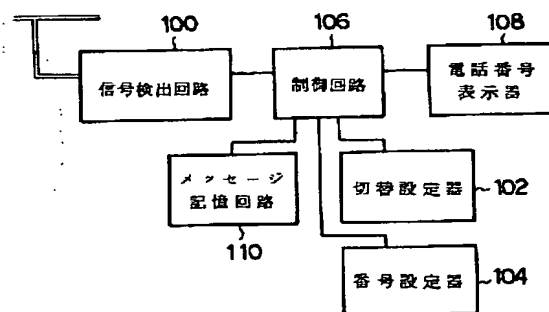 100
106
108
信号検出回路
制御回路
電話番号
表示器
メッセージ
記憶回路
切替設定器
102
110
番号設定器
104